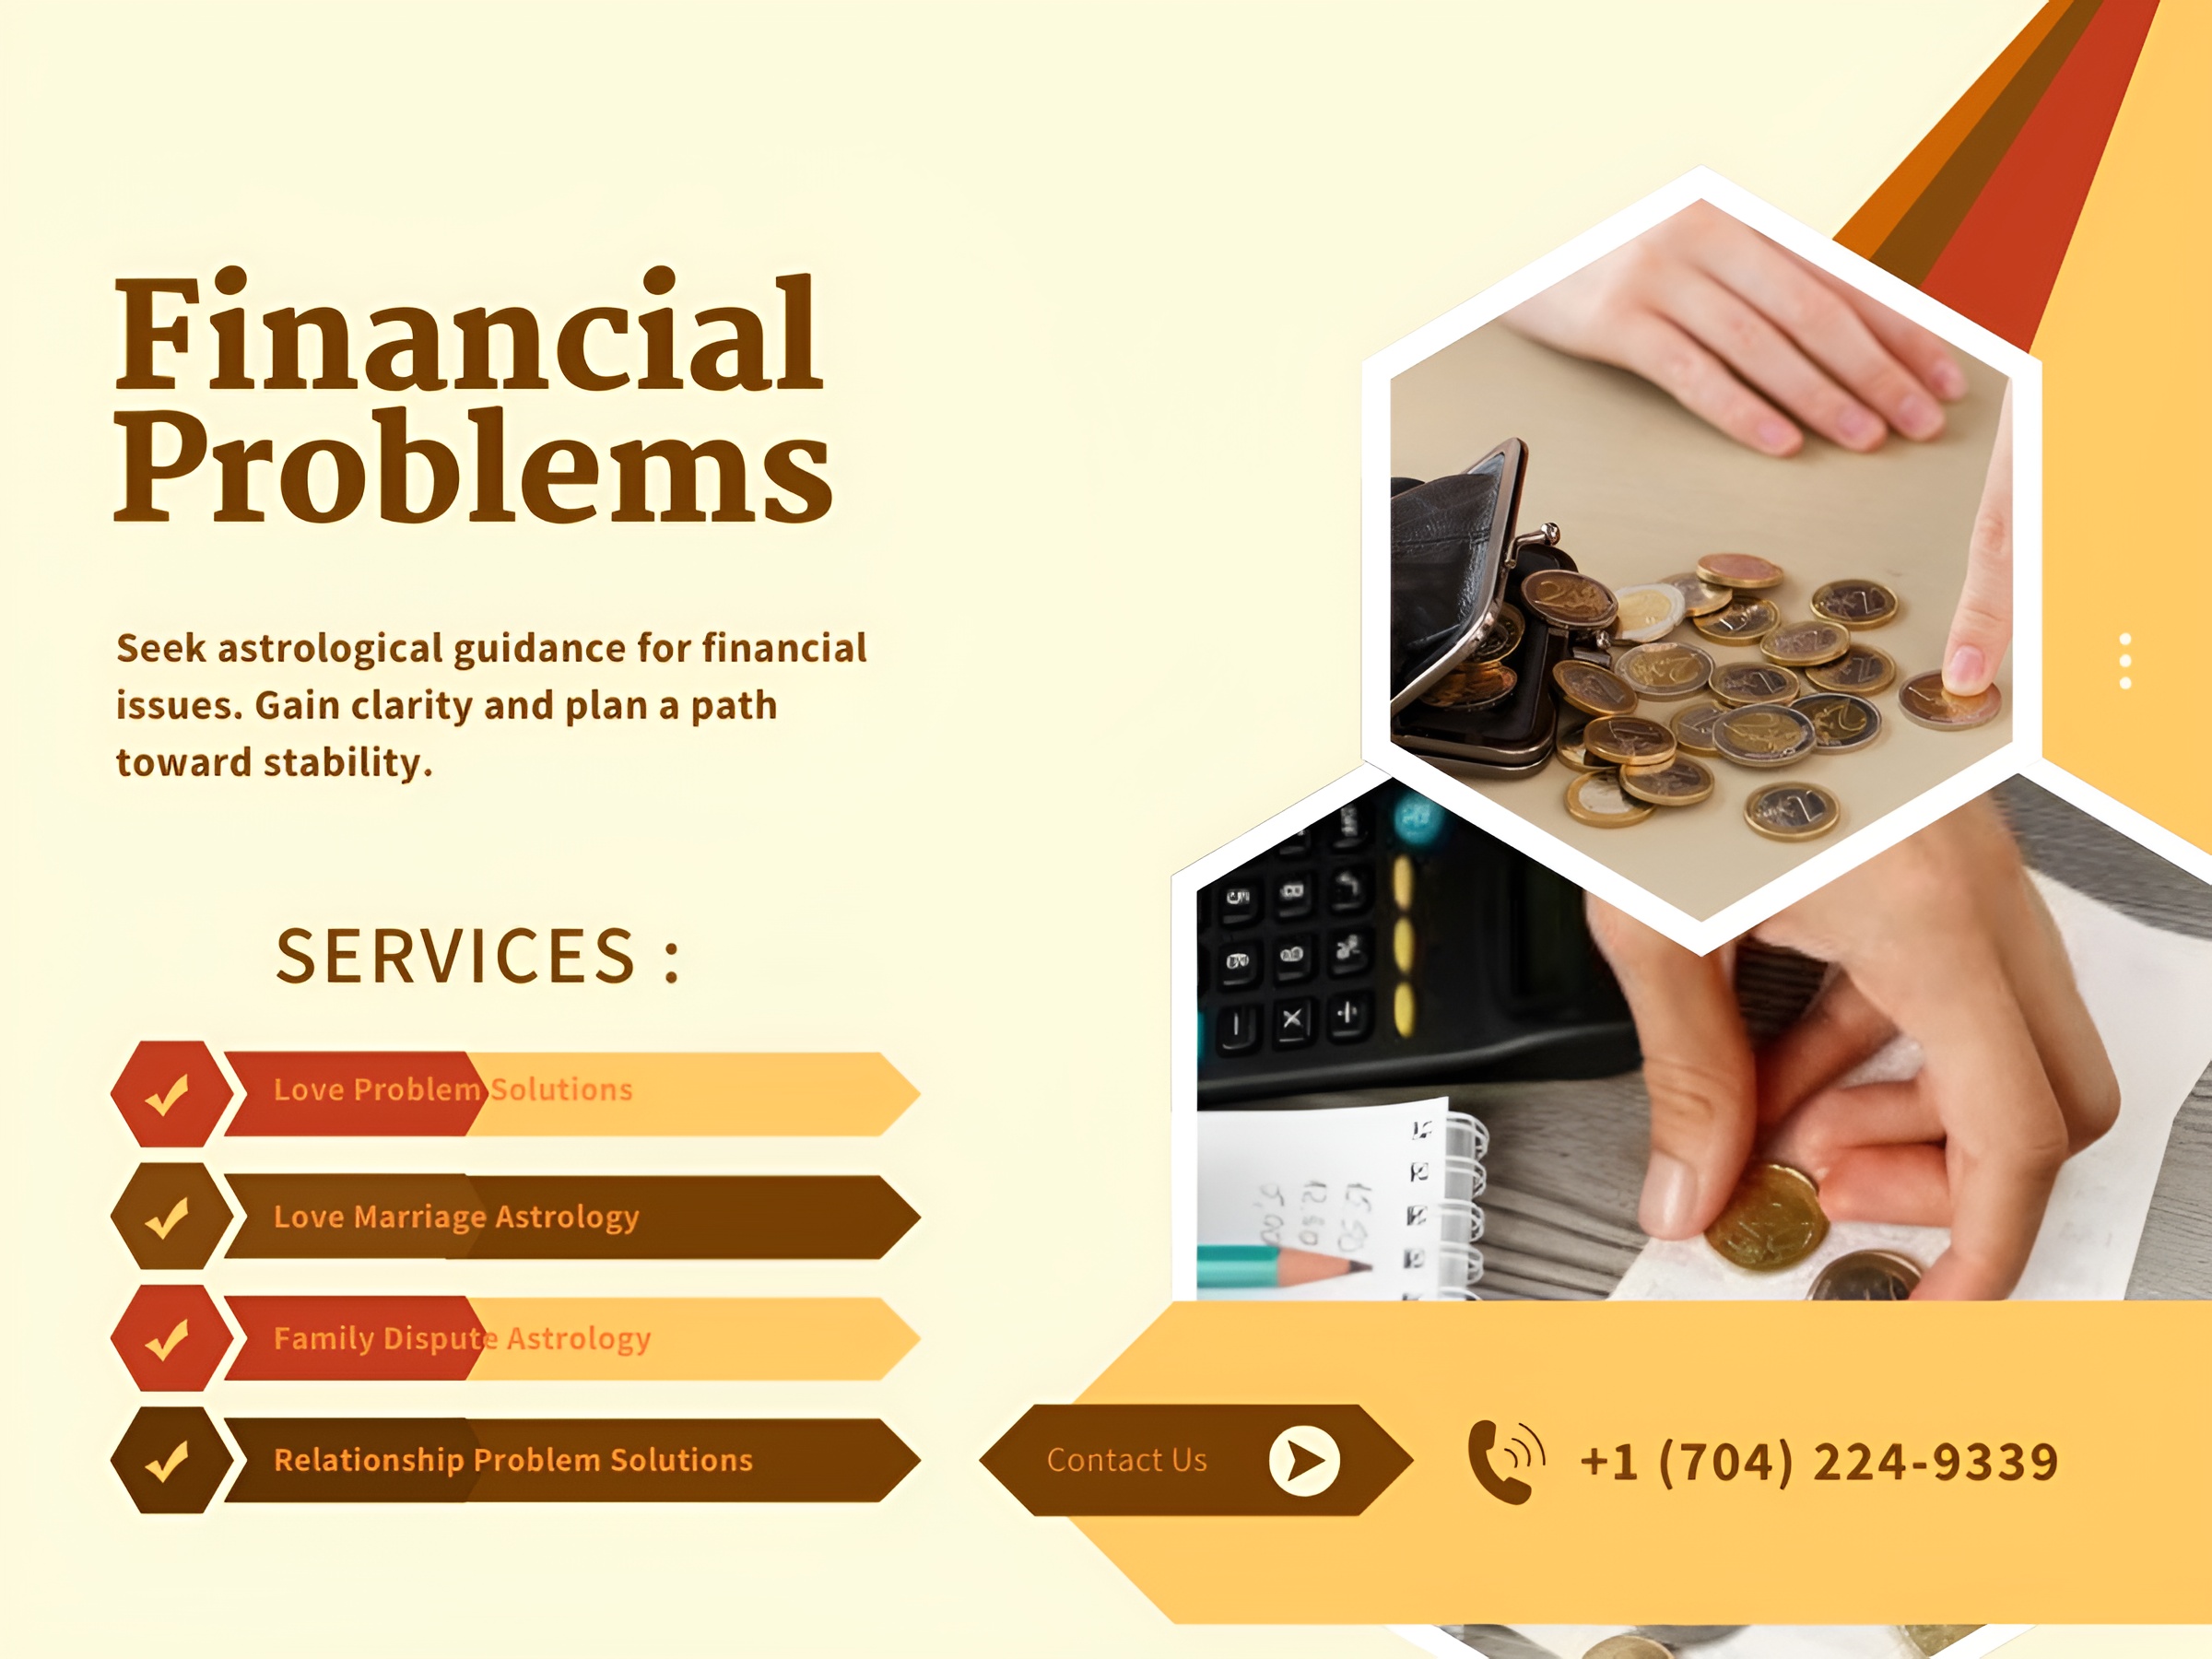 Financial
Problems
Seek astrological guidance for financial
issues. Gain clarity and plan a path
toward stability.
SERVICES :
Love Problem Solutions
Love Marriage Astrology
Family Dispute Astrology
Relationship Problem Solutions
Contact Us
+1 (704) 224-9339